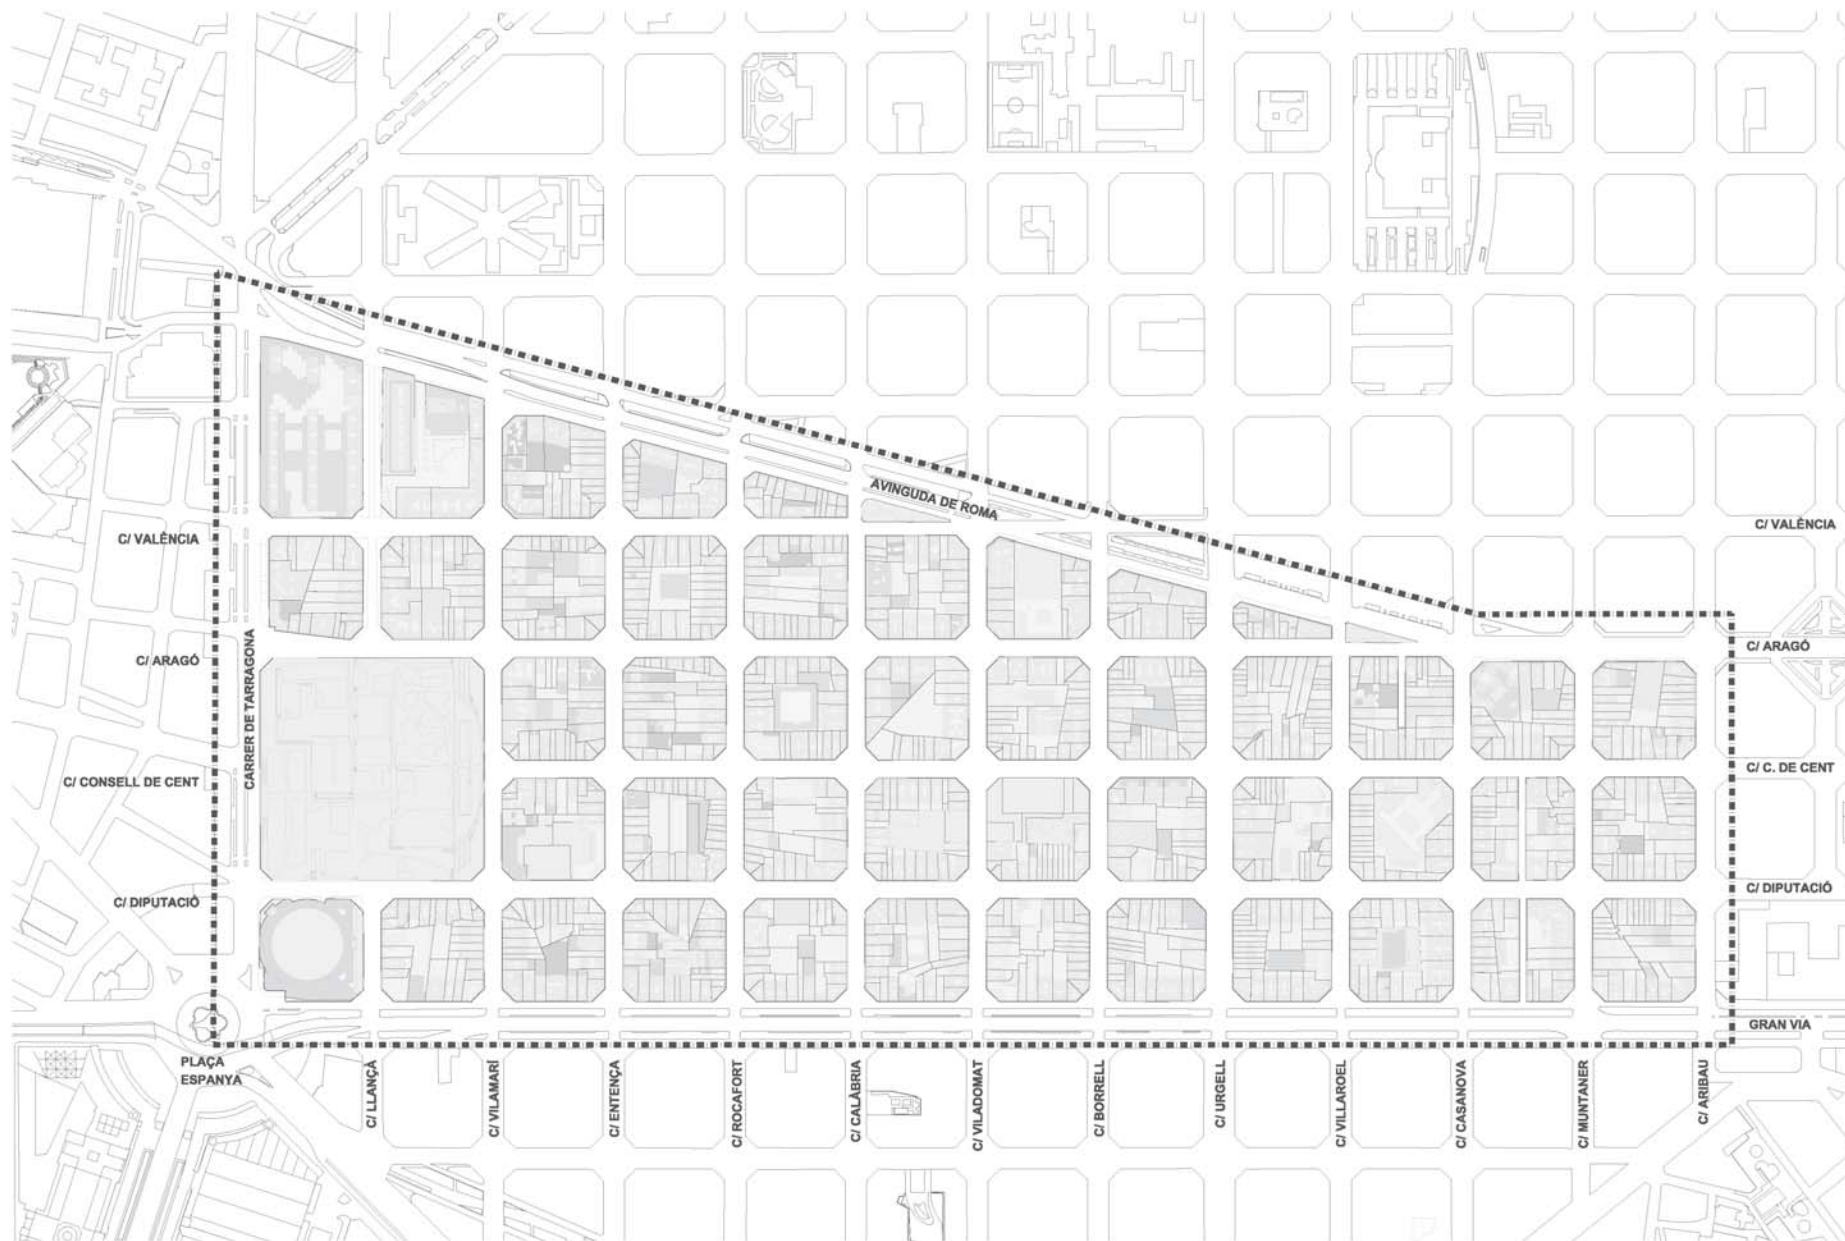 AVINGUDA DE ROMA
C/ VALÈNCIA
C/ VALÈNCIA
C/ ARAGÓ
C/ ARAGÓ
CARRER DE TARRAGONA
C/ CONSELL DE CENT
C/ C. DE CENT
C/ DIPUTACIÓ
C/ DIPUTACIÓ
GRAN VIA
PLAÇA
ESPANYA
C/ LLANÇÀ
C/ VILAMARÍ
C/ ENTENÇA
C/ ROCAFORT
C/ CALÀBRIA
C/ VILADOMAT
C/ BORRELL
C/ URGELL
C/ VILLAROEL
C/ CASANOVA
C/ MUNTANER
C/ ARIBAU